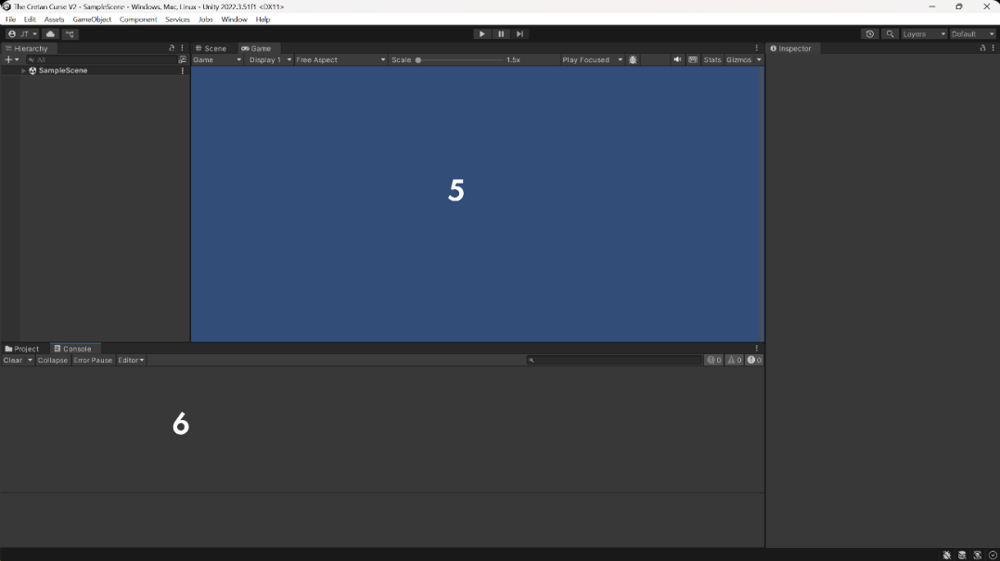 The Cretan Curse V2 - SampleScene - Windows, Mac, Linux - Unity 2022.3.51f1 <DX11>
File Edit Assets GameObject Component Services Jobs Window Help
JT Layers Default
Hierarchy Scene Game Inspector
All Game Display 1 Free Aspect Scale 1.5x Play Focused Stats Gizmos
SampleScene
5
Project Console
Clear Collapse Error Pause Editor 0 0 0
6